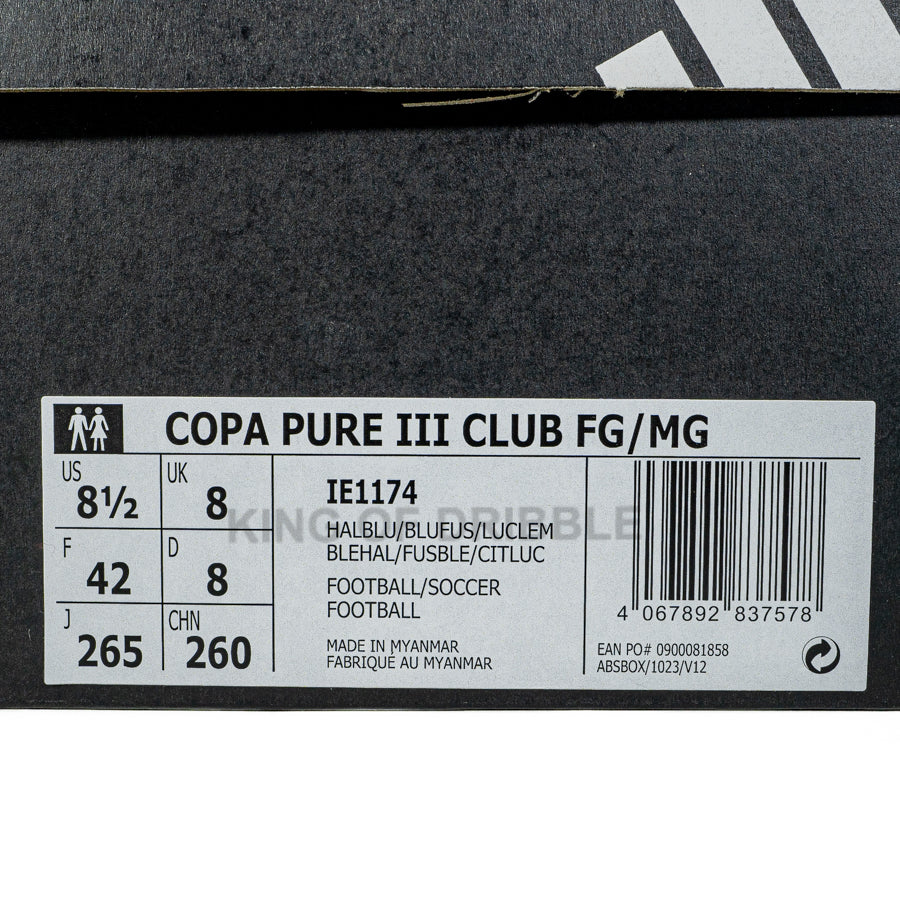 COPA PURE III CLUB FG/MG
US
8½
UK
8
F
42
D
8
J
265
CHN
260
IE1174
KING OF DRIBBLE
HALBLU/BLUFUS/LUCLEM
BLEHAL/FUSBLE/CITLUC
FOOTBALL/SOCCER
FOOTBALL
MADE IN MYANMAR
FABRIQUÉ AU MYANMAR
4 067892 837578
EAN PO# 0900081858
ABSBOX/1023/V12